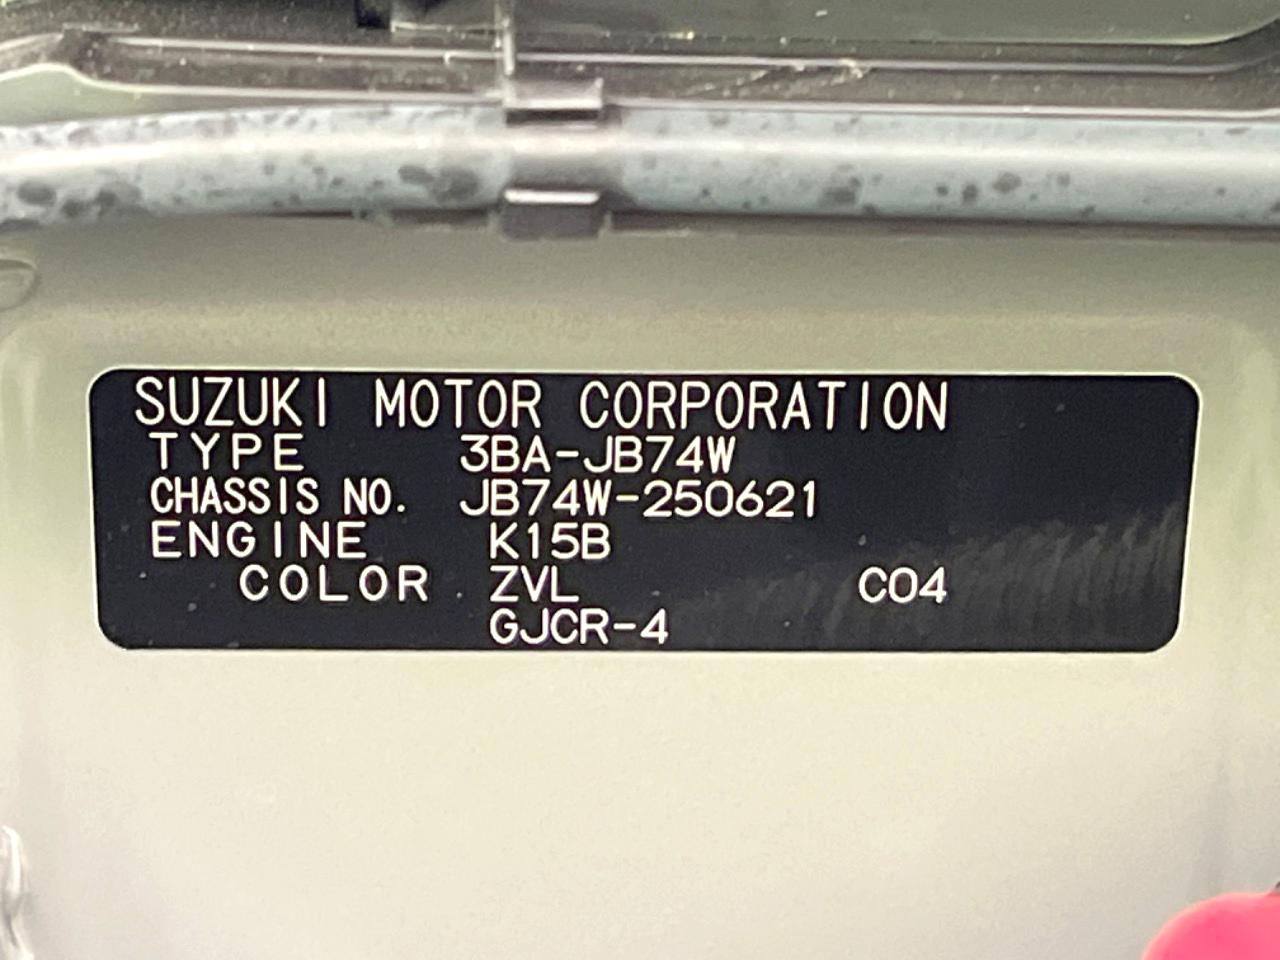 SUZUKI MOTOR CORPORATION
TYPE 3BA-JB74W
CHASSIS NO. JB74W-250621
ENGINE K15B
COLOR ZVL C04
GJCR-4